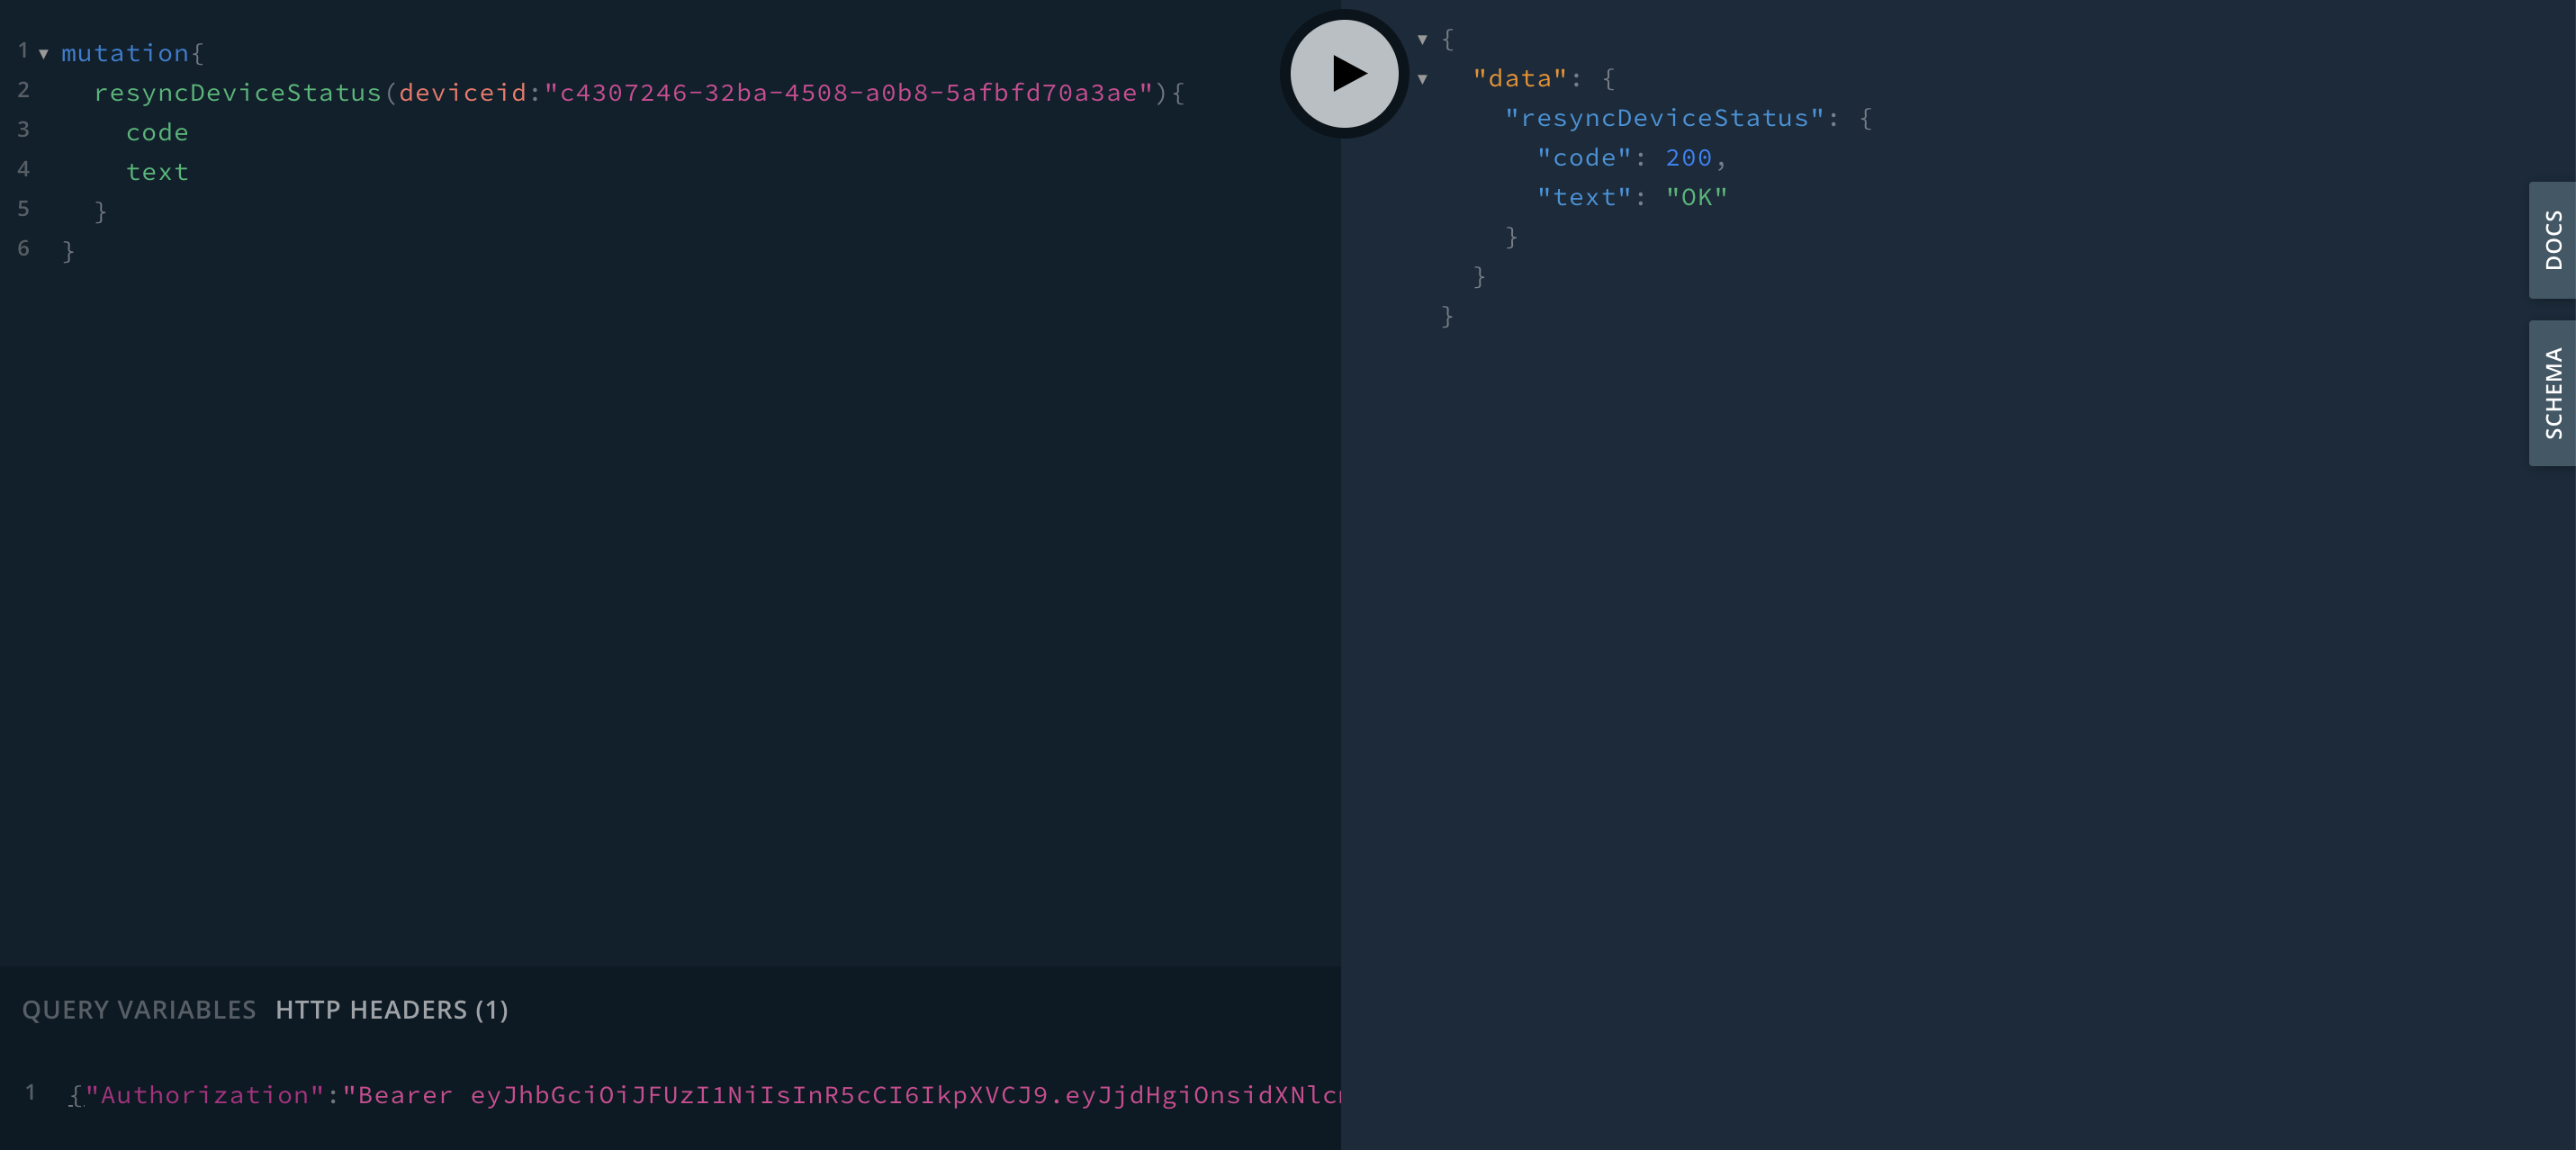 1 mutation{
2 resyncDeviceStatus(deviceid:"c4307246-32ba-4508-a0b8-5afbfd70a3ae"){
3 code
4 text
5 }
6 }
{
"data": {
"resyncDeviceStatus": {
"code": 200,
"text": "OK"
}
}
}
DOCS
SCHEMA
QUERY VARIABLES HTTP HEADERS (1)
1 {"Authorization":"Bearer eyJhbGciOiJFUzI1NiIsInR5cCI6IkpXVCJ9.eyJjdHgiOnsidXNlc